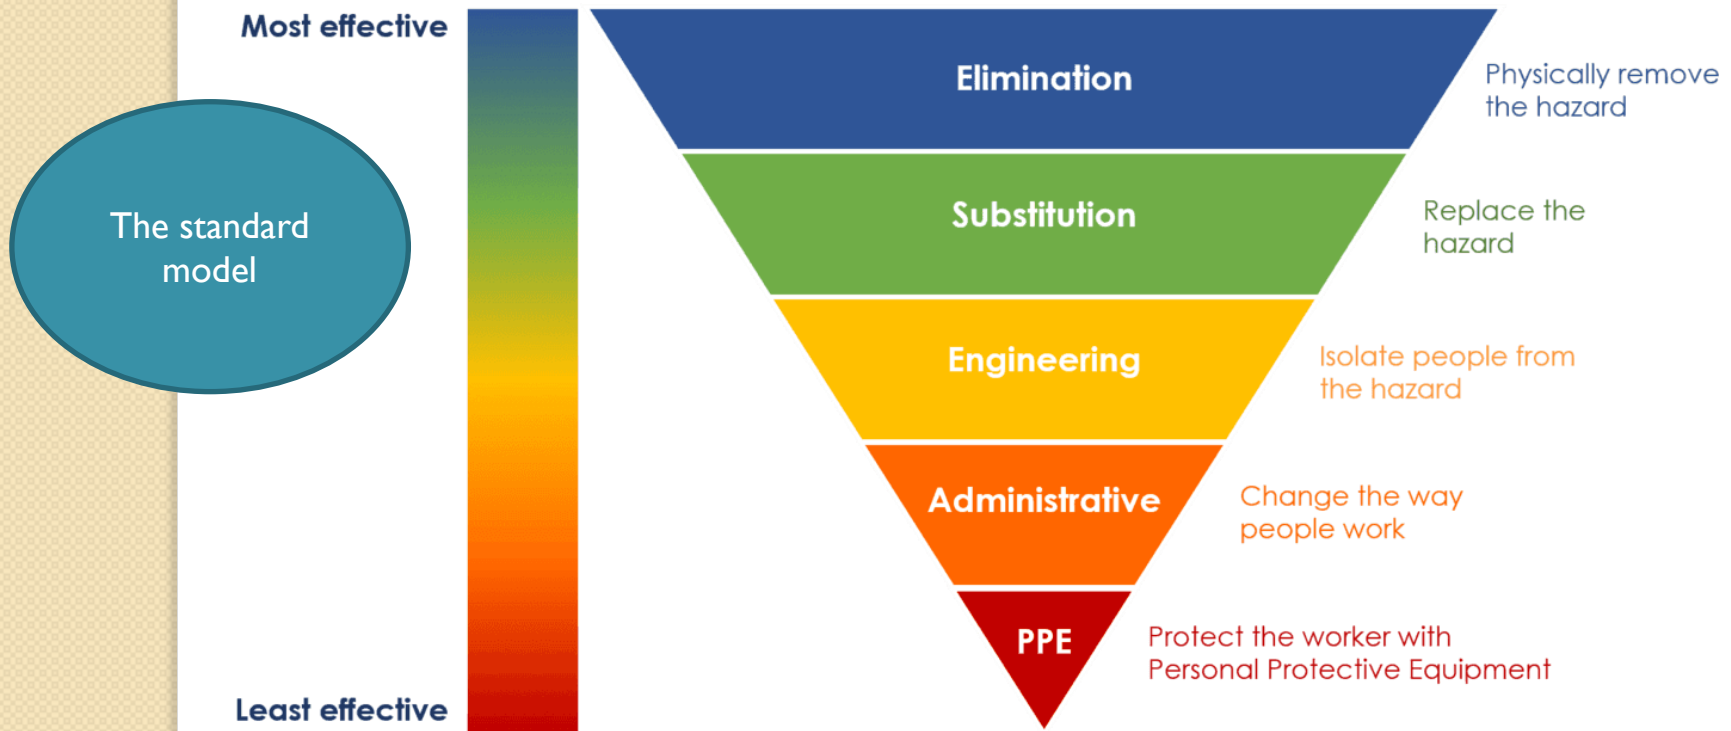 Most effective
The standard
model
Least effective
Elimination
Physically remove
the hazard
Substitution
Replace the
hazard
Engineering
Isolate people from
the hazard
Administrative
Change the way
people work
PPE
Protect the worker with
Personal Protective Equipment